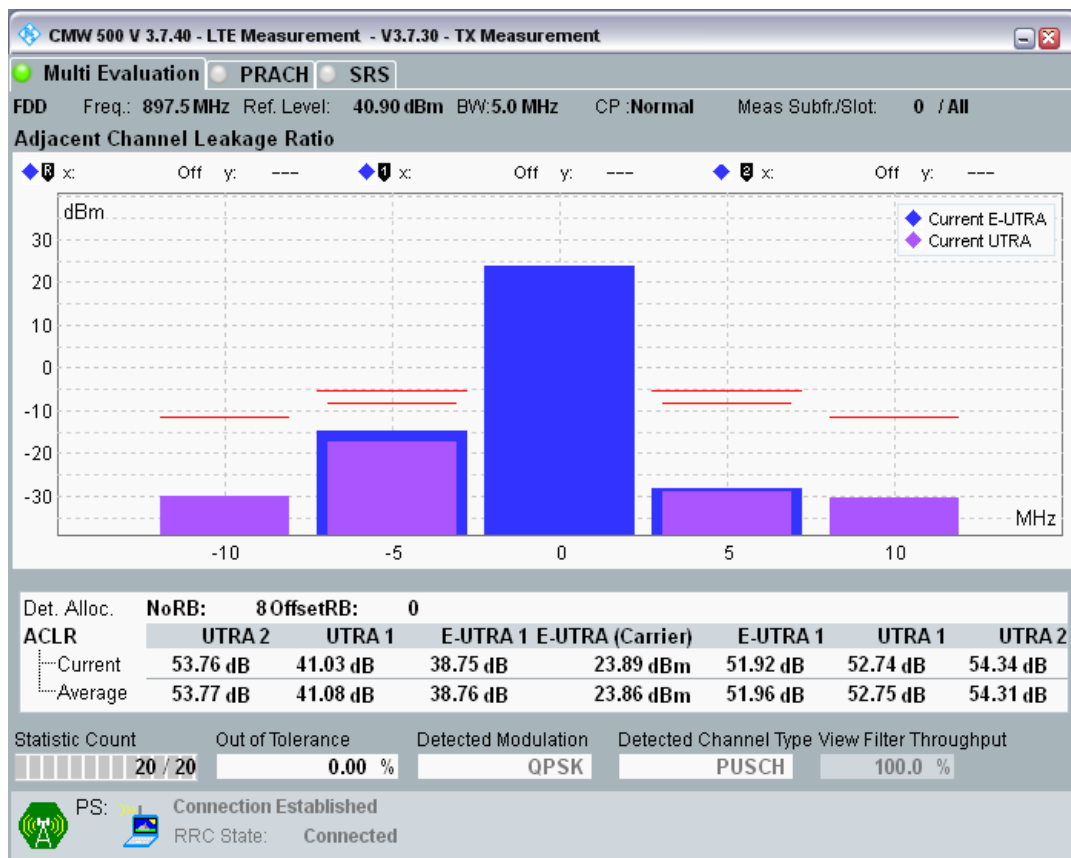 CMW 500 V 3.7.40 - LTE Measurement - V3.7.30 - TX Measurement
Multi Evaluation PRACH SRS
FDD Freq.: 897.5 MHz Ref. Level: 40.90 dBm BW:5.0 MHz CP :Normal Meas Subfr./Slot: 0 / All
Adjacent Channel Leakage Ratio
R x: Off y: --- 1 x: Off y: --- 2 x: Off y: ---
dBm
Current E-UTRA
Current UTRA
30
20
10
0
-10
-20
-30
MHz
-10 -5 0 5 10
Det. Alloc. NoRB: 8 OffsetRB: 0
ACLR UTRA 2 UTRA 1 E-UTRA 1 E-UTRA (Carrier) E-UTRA 1 UTRA 1 UTRA 2
Current 53.76 dB 41.03 dB 38.75 dB 23.89 dBm 51.92 dB 52.74 dB 54.34 dB
Average 53.77 dB 41.08 dB 38.76 dB 23.86 dBm 51.96 dB 52.75 dB 54.31 dB
Statistic Count Out of Tolerance Detected Modulation Detected Channel Type View Filter Throughput
20 / 20 0.00 % QPSK PUSCH 100.0 %
PS: Connection Established
RRC State: Connected